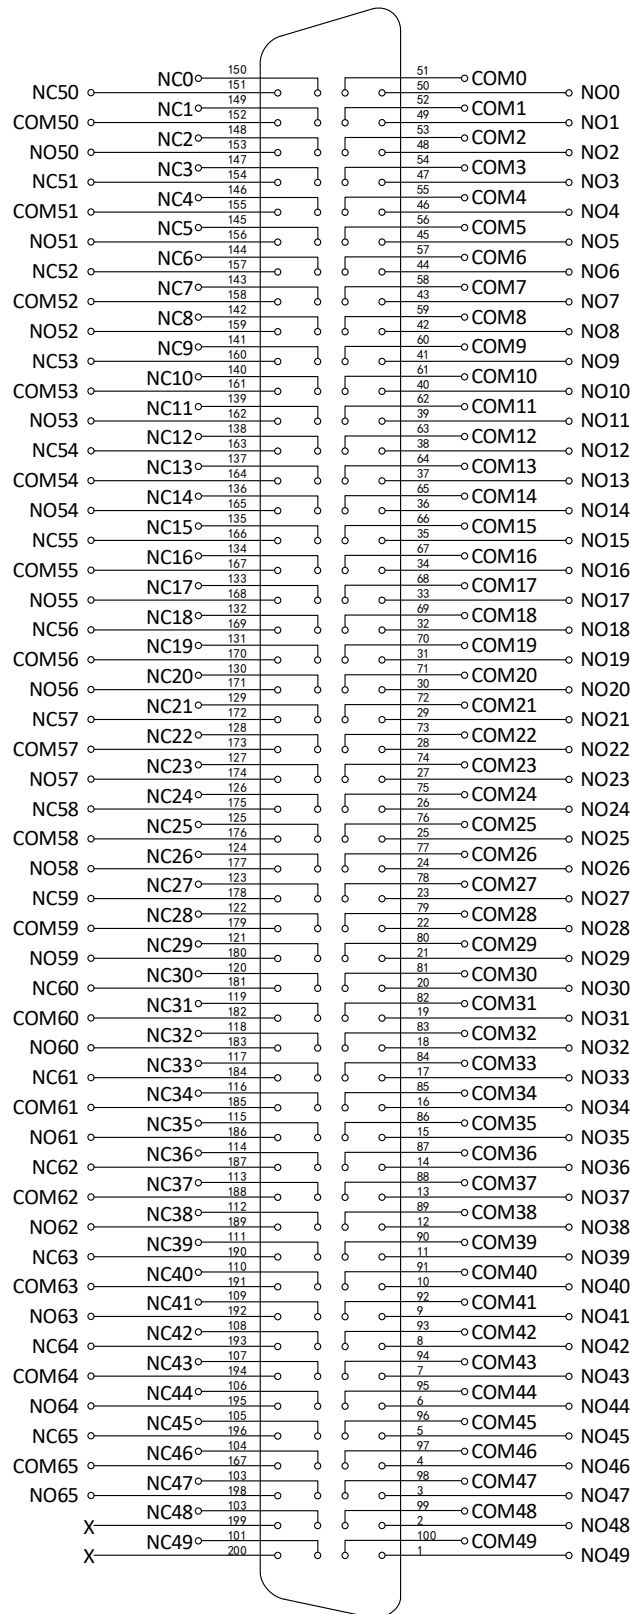 NC0 150 51 COM0
NC50 151 50 NO0
NC1 149 52 COM1
COM50 152 49 NO1
NC2 148 53 COM2
NO50 153 48 NO2
NC3 147 54 COM3
NC51 154 47 NO3
NC4 146 55 COM4
COM51 155 46 NO4
NC5 145 56 COM5
NO51 156 45 NO5
NC6 144 57 COM6
NC52 157 44 NO6
NC7 143 58 COM7
COM52 158 43 NO7
NC8 142 59 COM8
NO52 159 42 NO8
NC9 141 60 COM9
NC53 160 41 NO9
NC10 140 61 COM10
COM53 161 40 NO10
NC11 139 62 COM11
NO53 162 39 NO11
NC12 138 63 COM12
NC54 163 38 NO12
NC13 137 64 COM13
COM54 164 37 NO13
NC14 136 65 COM14
NO54 165 36 NO14
NC15 135 66 COM15
NC55 166 35 NO15
NC16 134 67 COM16
COM55 167 34 NO16
NC17 133 68 COM17
NO55 168 33 NO17
NC18 132 69 COM18
NC56 169 32 NO18
NC19 131 70 COM19
COM56 170 31 NO19
NC20 130 71 COM20
NO56 171 30 NO20
NC21 129 72 COM21
NC57 172 29 NO21
NC22 128 73 COM22
COM57 173 28 NO22
NC23 127 74 COM23
NO57 174 27 NO23
NC24 126 75 COM24
NC58 175 26 NO24
NC25 125 76 COM25
COM58 176 25 NO25
NC26 124 77 COM26
NO58 177 24 NO26
NC27 123 78 COM27
NC59 178 23 NO27
NC28 122 79 COM28
COM59 179 22 NO28
NC29 121 80 COM29
NO59 180 21 NO29
NC30 120 81 COM30
NC60 181 20 NO30
NC31 119 82 COM31
COM60 182 19 NO31
NC32 118 83 COM32
NO60 183 18 NO32
NC33 117 84 COM33
NC61 184 17 NO33
NC34 116 85 COM34
COM61 185 16 NO34
NC35 115 86 COM35
NO61 186 15 NO35
NC36 114 87 COM36
NC62 187 14 NO36
NC37 113 88 COM37
COM62 188 13 NO37
NC38 112 89 COM38
NO62 189 12 NO38
NC39 111 90 COM39
NC63 190 11 NO39
NC40 110 91 COM40
COM63 191 10 NO40
NC41 109 92 COM41
NO63 192 9 NO41
NC42 108 93 COM42
NC64 193 8 NO42
NC43 107 94 COM43
COM64 194 7 NO43
NC44 106 95 COM44
NO64 195 6 NO44
NC45 105 96 COM45
NC65 196 5 NO45
NC46 104 97 COM46
COM65 167 4 NO46
NC47 103 98 COM47
NO65 198 3 NO47
NC48 103 99 COM48
X 199 2 NO48
NC49 101 100 COM49
X 200 1 NO49